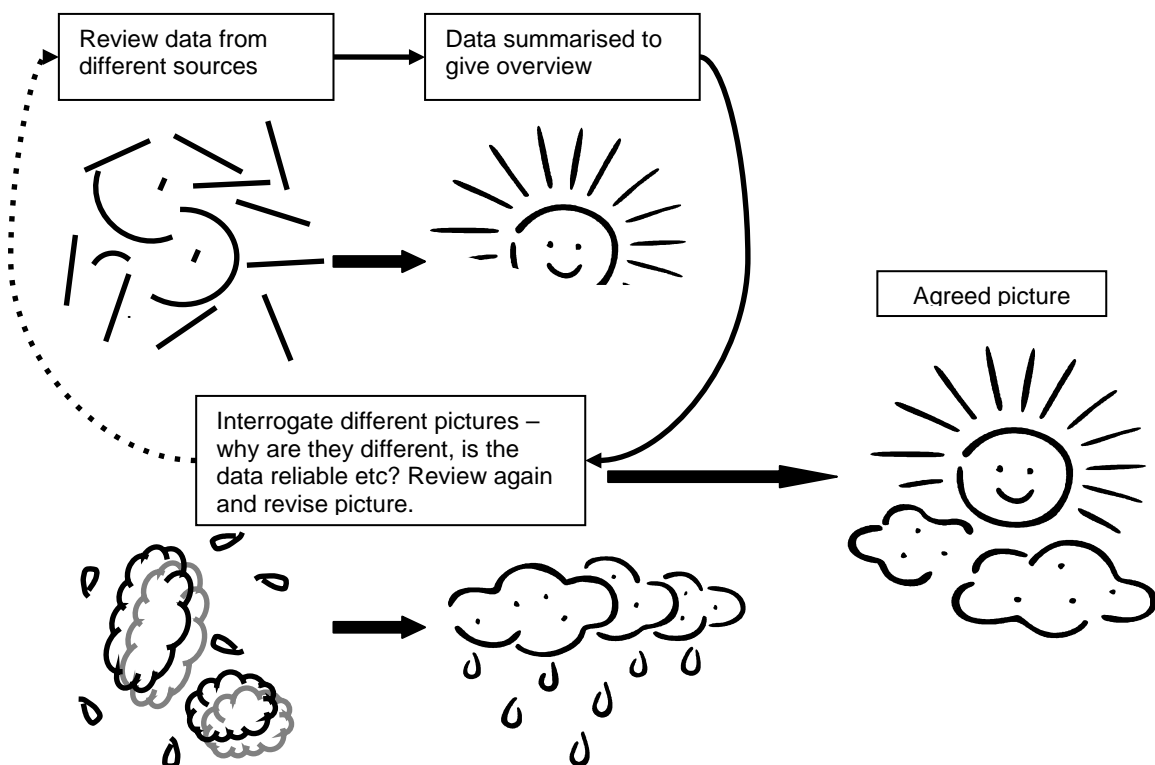 Review data from
different sources
Data summarised to
give overview
Agreed picture
Interrogate different pictures –
why are they different, is the
data reliable etc? Review again
and revise picture.